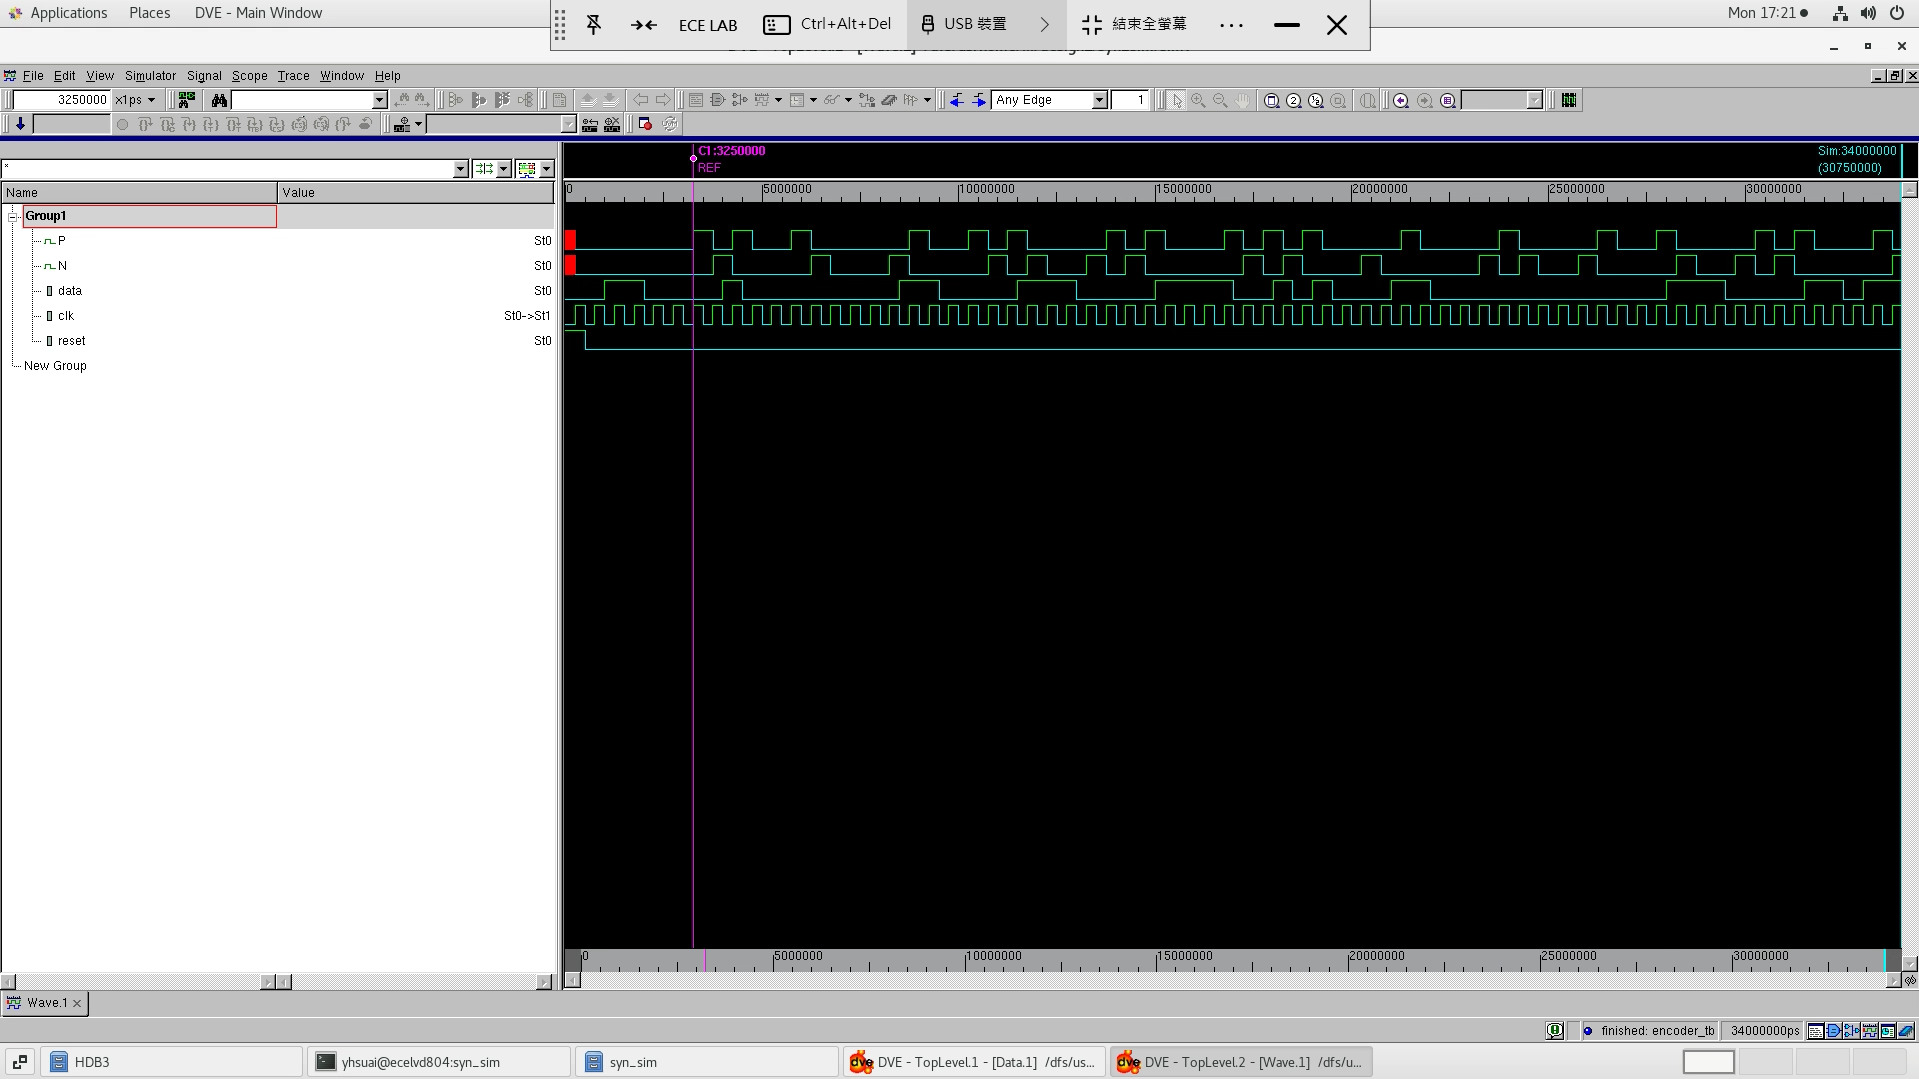 Applications Places DVE - Main Window Mon 17:21
ECE LAB Ctrl+Alt+Del USB 裝置 結束全螢幕 ...
File Edit View Simulator Signal Scope Trace Window Help
3250000 x1ps Any Edge 1
*
C1:3250000
REF
Sim:34000000
(30750000)
Name Value
0 5000000 10000000 15000000 20000000 25000000 30000000
Group1
P St0
N St0
data St0
clk St0->St1
reset St0
New Group
0 5000000 10000000 15000000 20000000 25000000 30000000
Wave.1
finished: encoder_tb 34000000ps
HDB3 yhsuai@ecelvd804:syn_sim syn_sim DVE - TopLevel.1 - [Data.1] /dfs/us... DVE - TopLevel.2 - [Wave.1] /dfs/u...